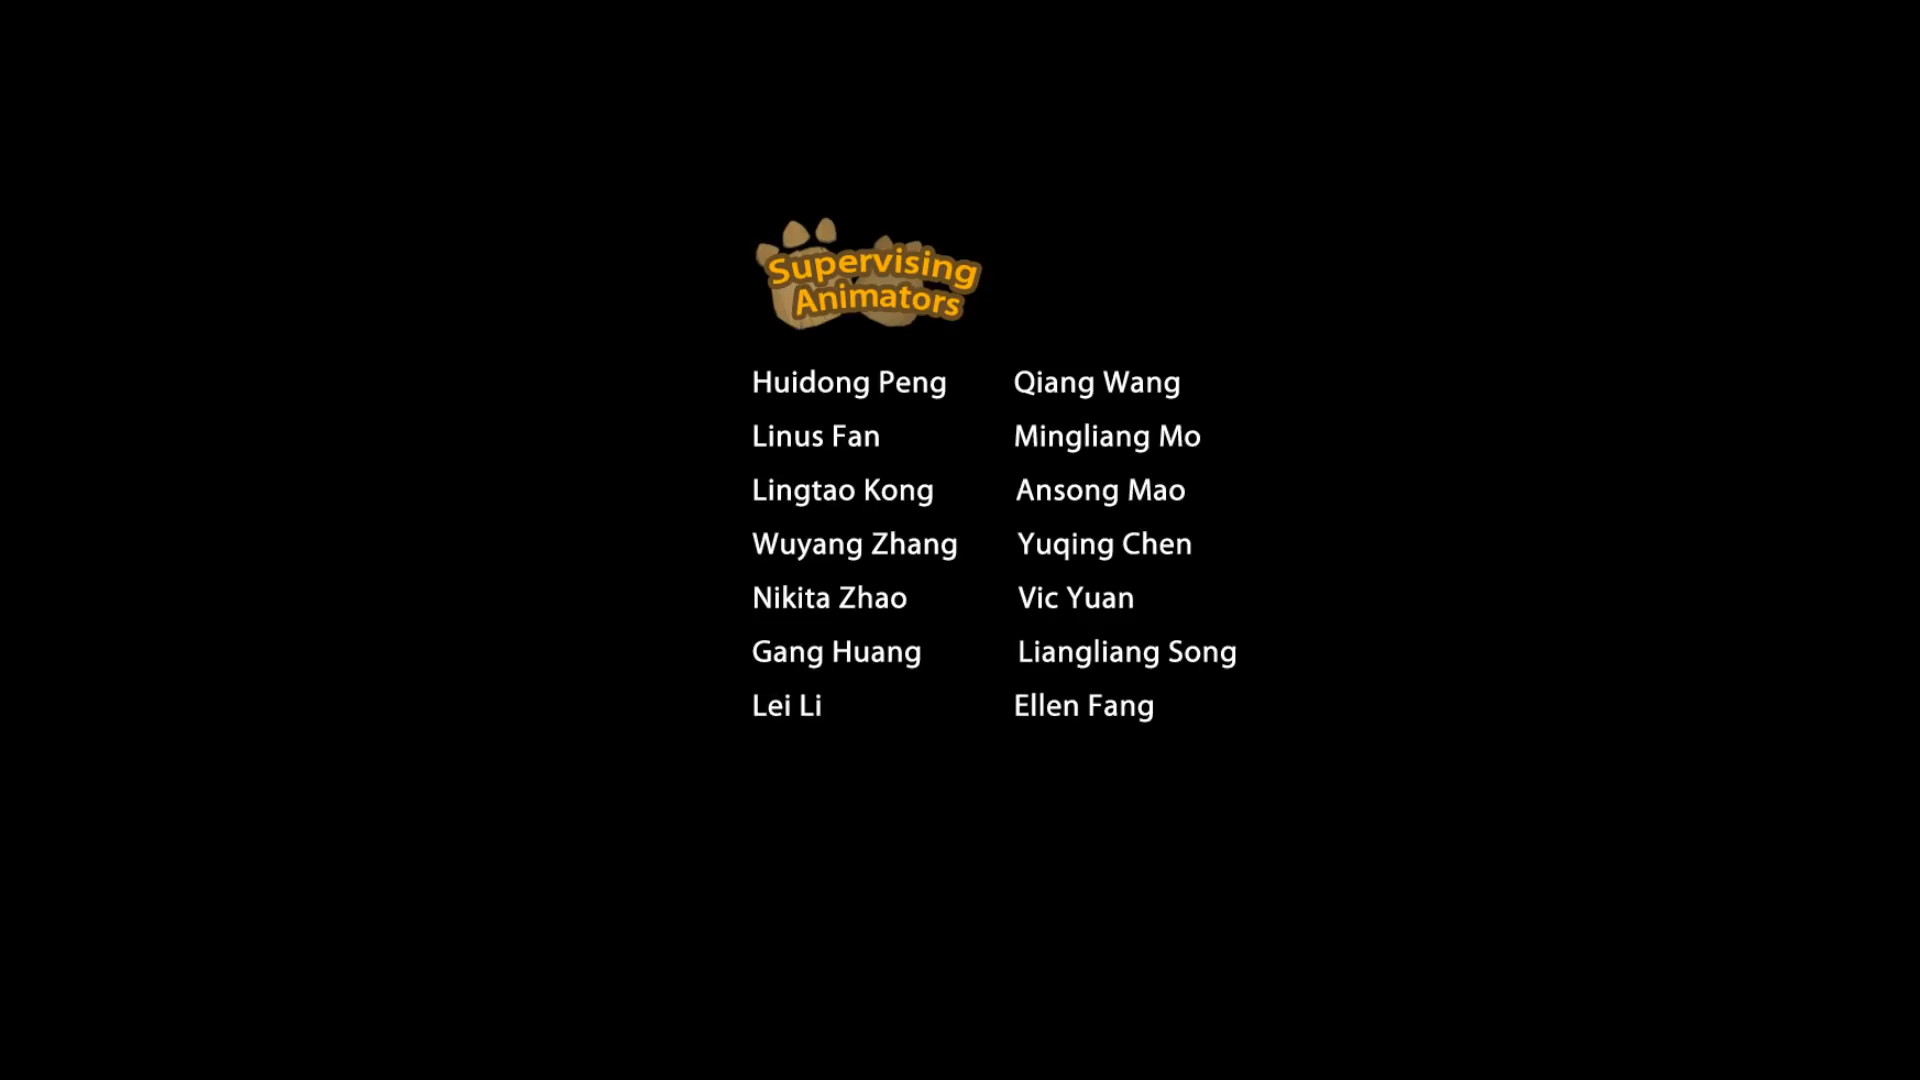 Supervising
Animators
Huidong Peng Qiang Wang
Linus Fan Mingliang Mo
Lingtao Kong Ansong Mao
Wuyang Zhang Yuqing Chen
Nikita Zhao Vic Yuan
Gang Huang Liangliang Song
Lei Li Ellen Fang